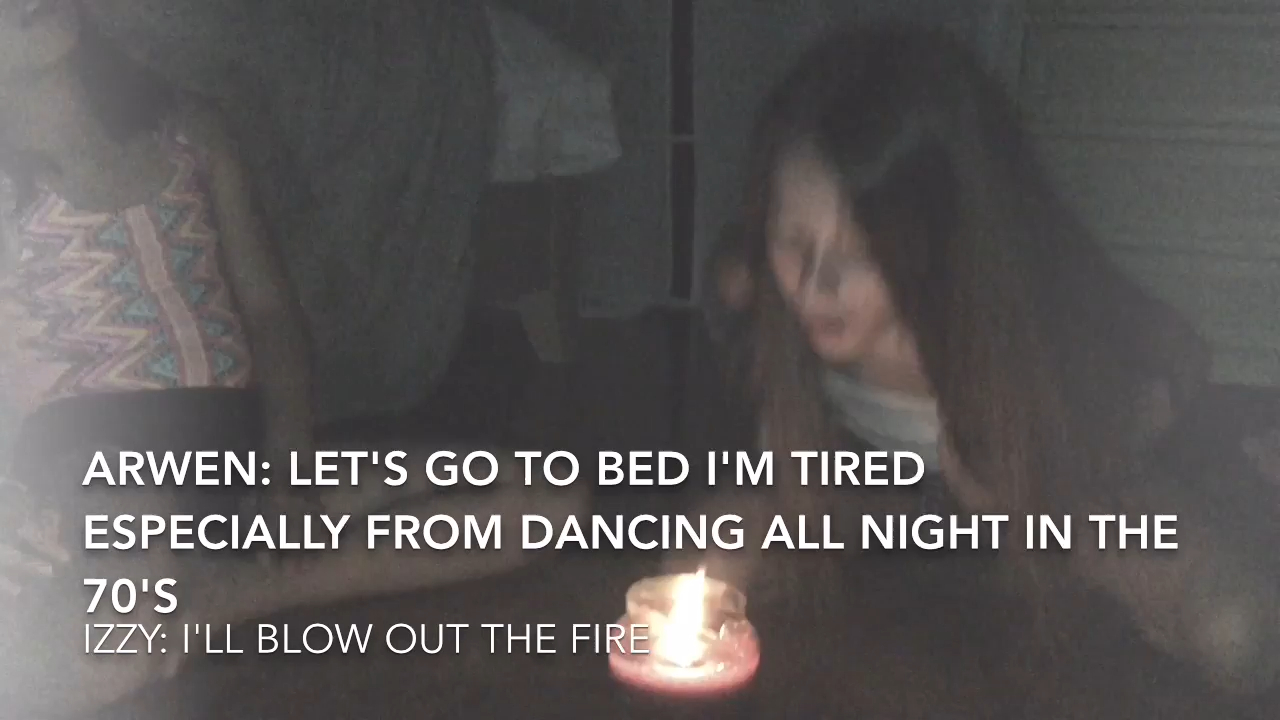 ARWEN: LET'S GO TO BED I'M TIRED
ESPECIALLY FROM DANCING ALL NIGHT IN THE
70'S
IZZY: I'LL BLOW OUT THE FIRE